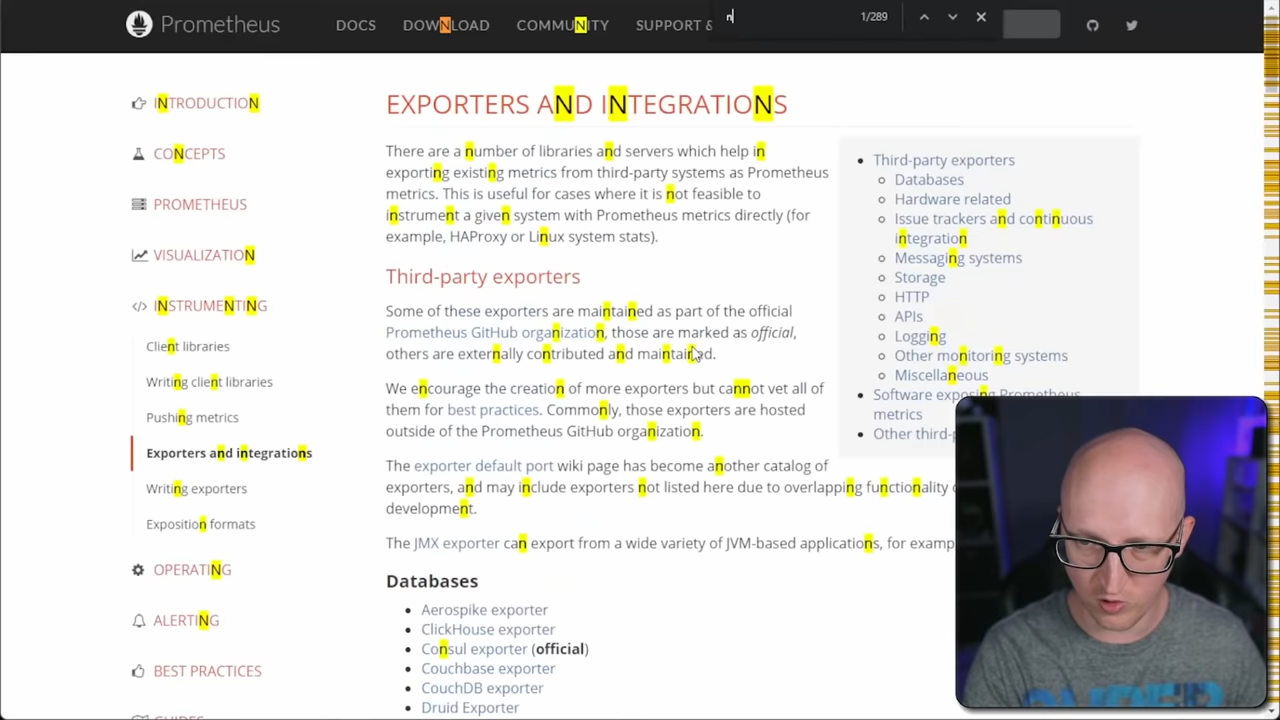 Prometheus
DOCS
DOWNLOAD
COMMUNITY
SUPPORT &
n
1/289
INTRODUCTION
CONCEPTS
PROMETHEUS
VISUALIZATION
INSTRUMENTING
Client libraries
Writing client libraries
Pushing metrics
Exporters and integrations
Writing exporters
Exposition formats
OPERATING
ALERTING
BEST PRACTICES
GUIDES
EXPORTERS AND INTEGRATIONS
There are a number of libraries and servers which help in
exporting existing metrics from third-party systems as Prometheus
metrics. This is useful for cases where it is not feasible to
instrument a given system with Prometheus metrics directly (for
example, HAProxy or Linux system stats).
Third-party exporters
Some of these exporters are maintained as part of the official
Prometheus GitHub organization, those are marked as official,
others are externally contributed and maintained.
We encourage the creation of more exporters but cannot vet all of
them for best practices. Commonly, those exporters are hosted
outside of the Prometheus GitHub organization.
The exporter default port wiki page has become another catalog of
exporters, and may include exporters not listed here due to overlapping functionality
development.
The JMX exporter can export from a wide variety of JVM-based applications, for
Databases
Aerospike exporter
ClickHouse exporter
Consul exporter (official)
Couchbase exporter
CouchDB exporter
Druid Exporter
Third-party exporters
Databases
Hardware related
Issue trackers and continuous
integration
Messaging systems
Storage
HTTP
APIs
Logging
Other monitoring systems
Miscellaneous
Software exposing Prometheus
metrics
Other